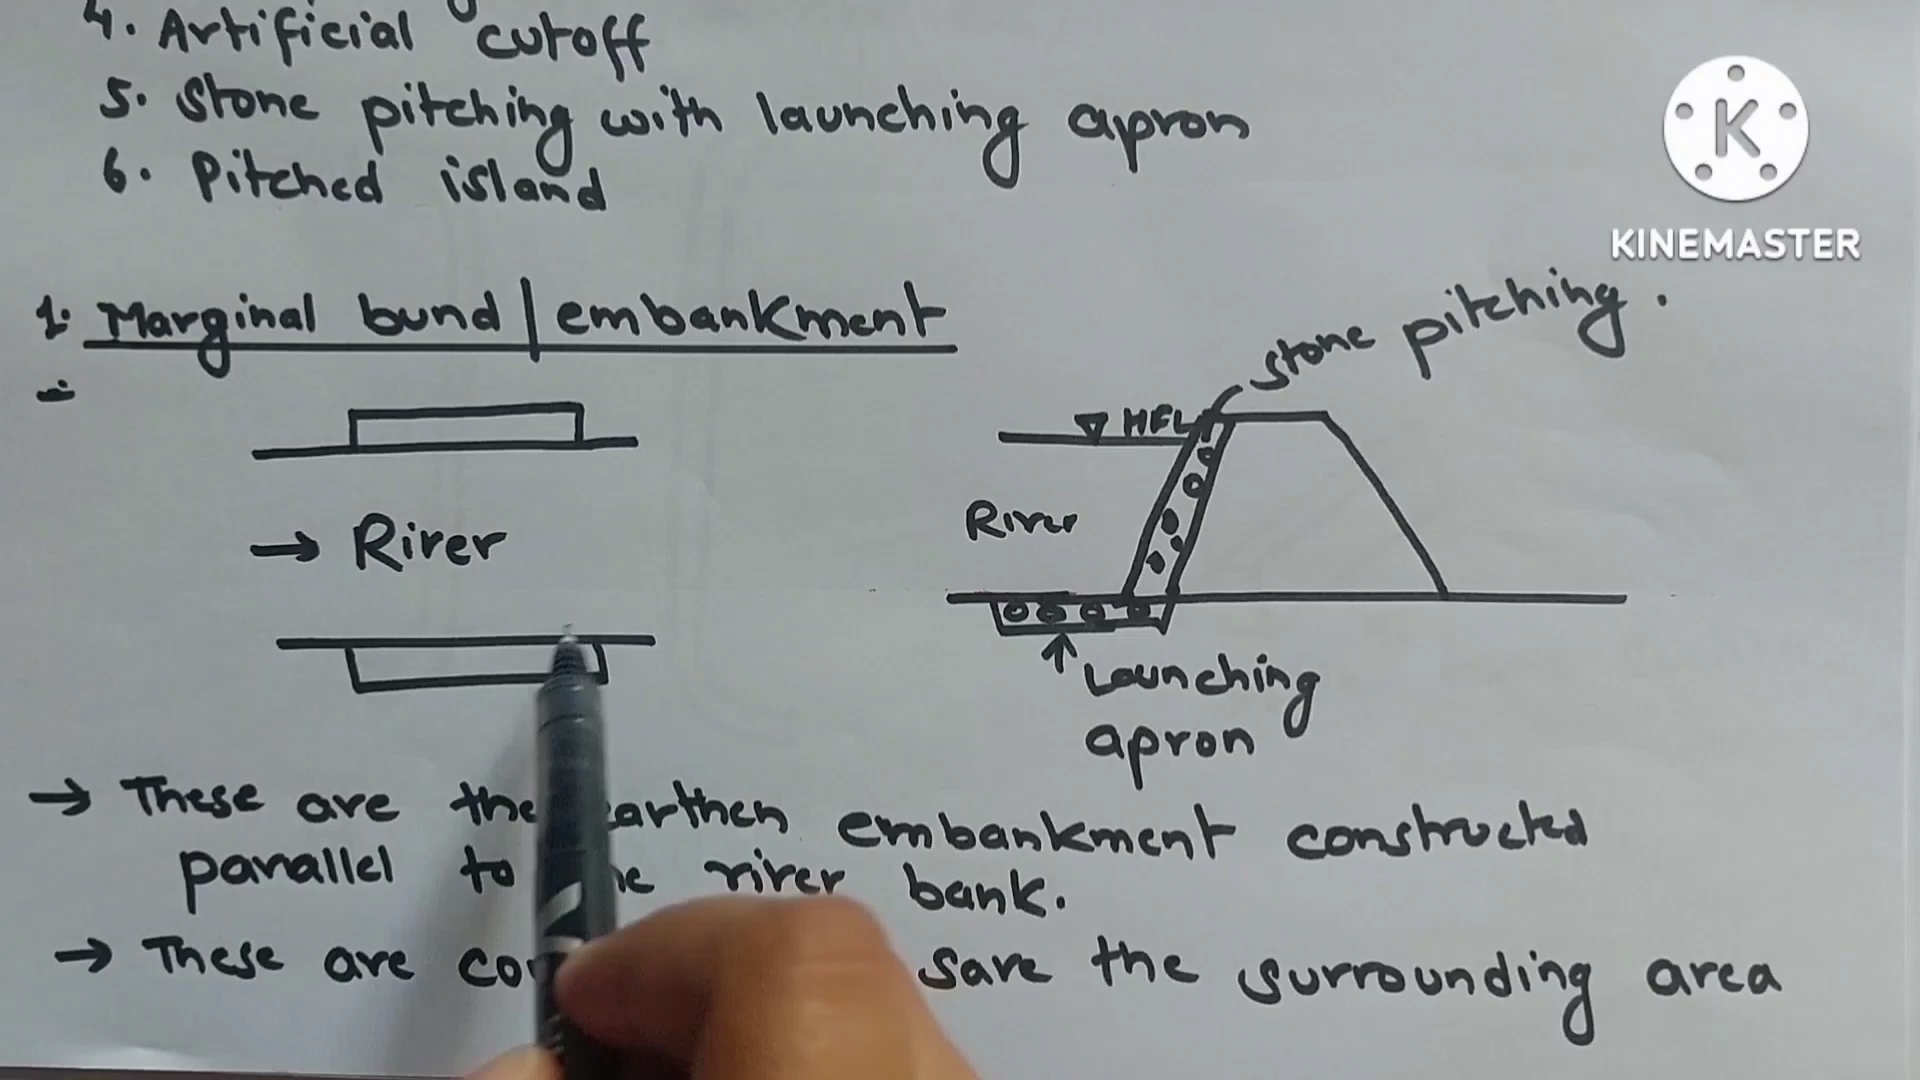 4. Artificial cutoff
5. Stone pitching with launching apron
6. Pitched island
K
KINEMASTER
1. Marginal bund/embankment
stone pitching.
HFL
→ River
River
Launching
apron
→ These are the earthen embankment constructed
parallel to river bank.
→ These are save the surrounding area